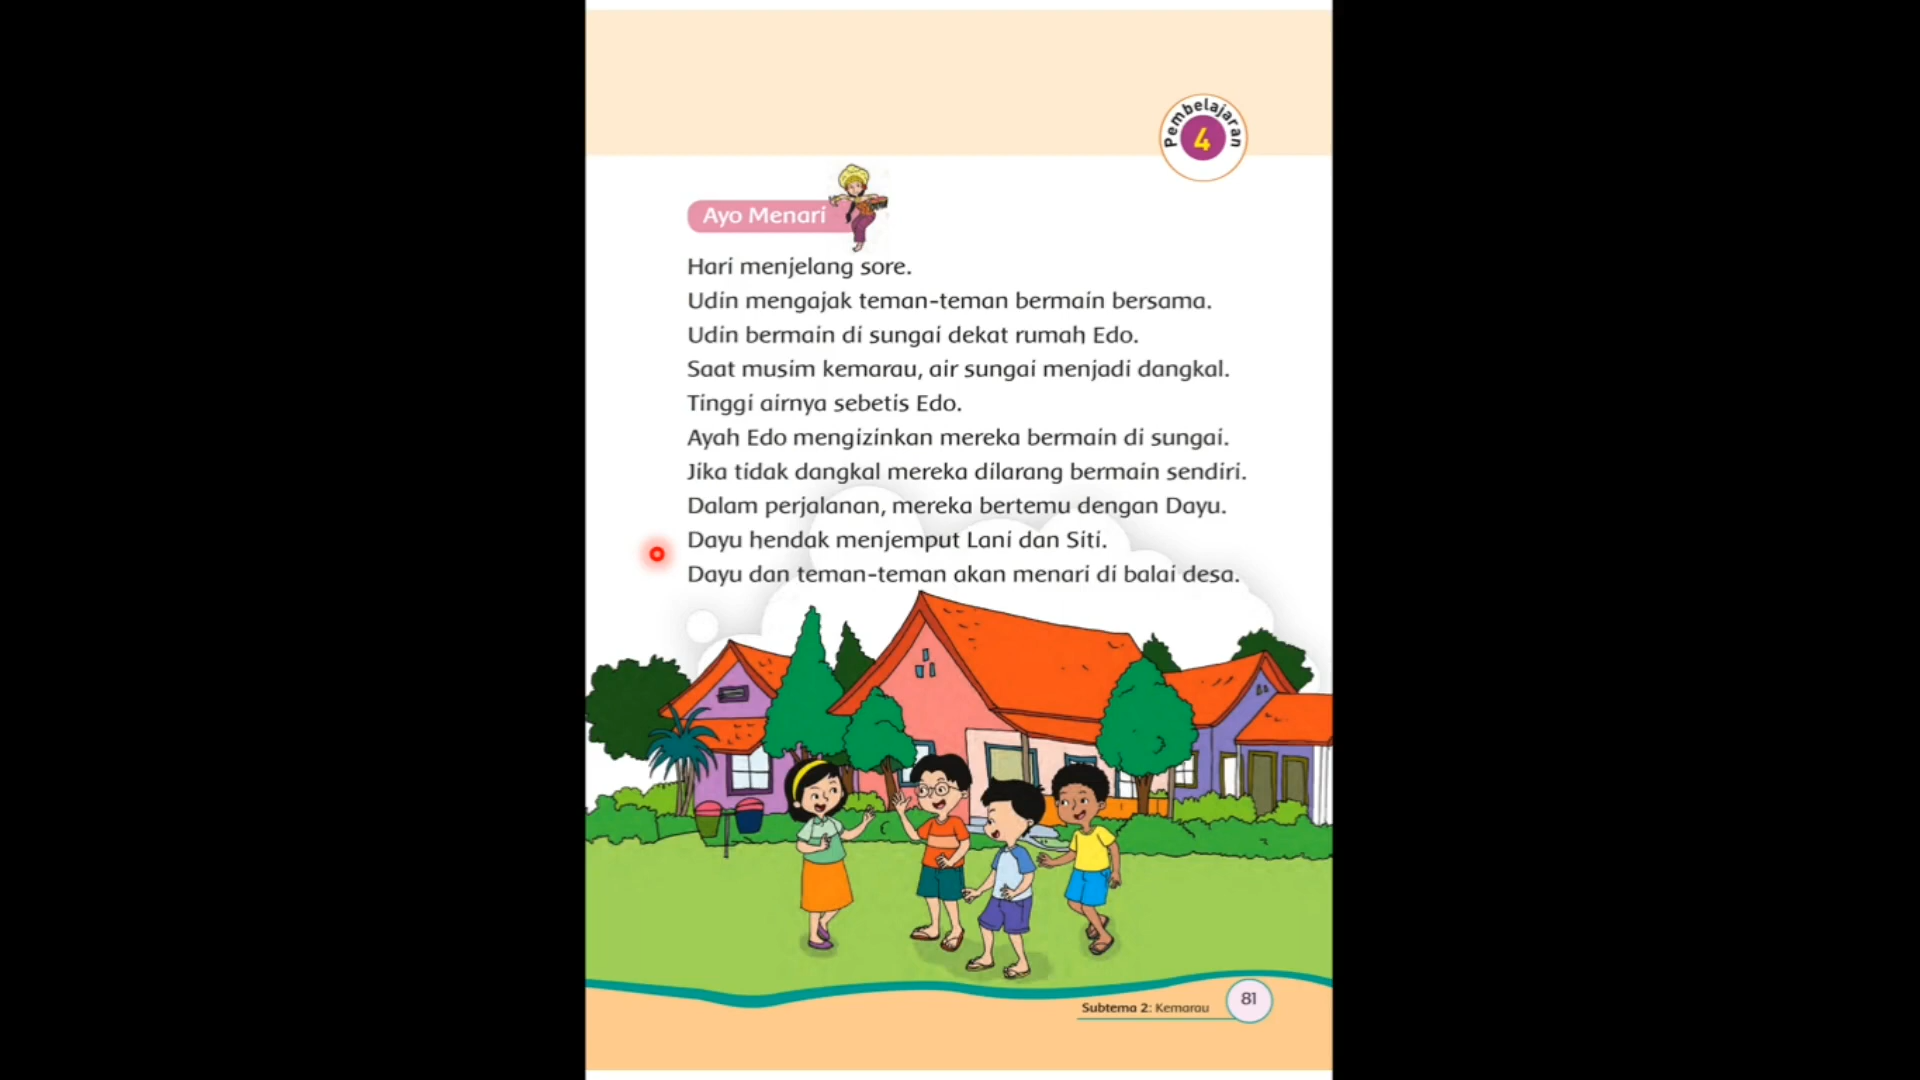 Pembelajaran
4
Ayo Menari
Hari menjelang sore.
Udin mengajak teman-teman bermain bersama.
Udin bermain di sungai dekat rumah Edo.
Saat musim kemarau, air sungai menjadi dangkal.
Tinggi airnya sebetis Edo.
Ayah Edo mengizinkan mereka bermain di sungai.
Jika tidak dangkal mereka dilarang bermain sendiri.
Dalam perjalanan, mereka bertemu dengan Dayu.
Dayu hendak menjemput Lani dan Siti.
Dayu dan teman-teman akan menari di balai desa.
Subtema 2: Kemarau
81